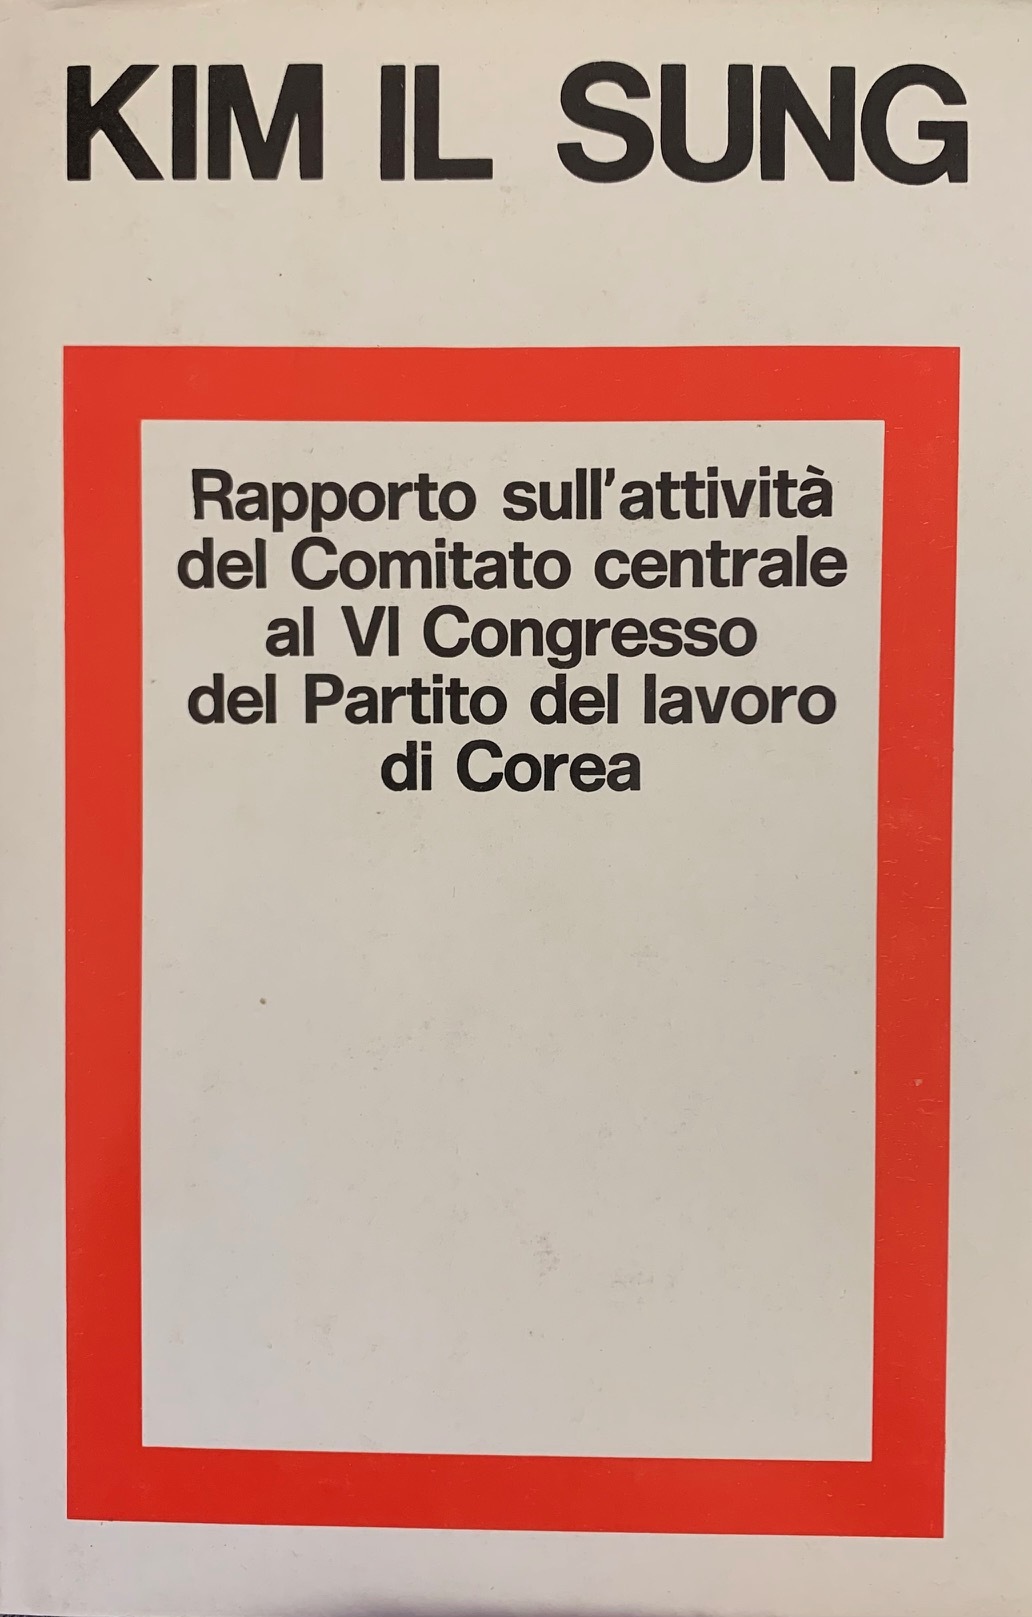 KIM IL SUNG
Rapporto sull'attività
del Comitato centrale
al VI Congresso
del Partito del lavoro
di Corea